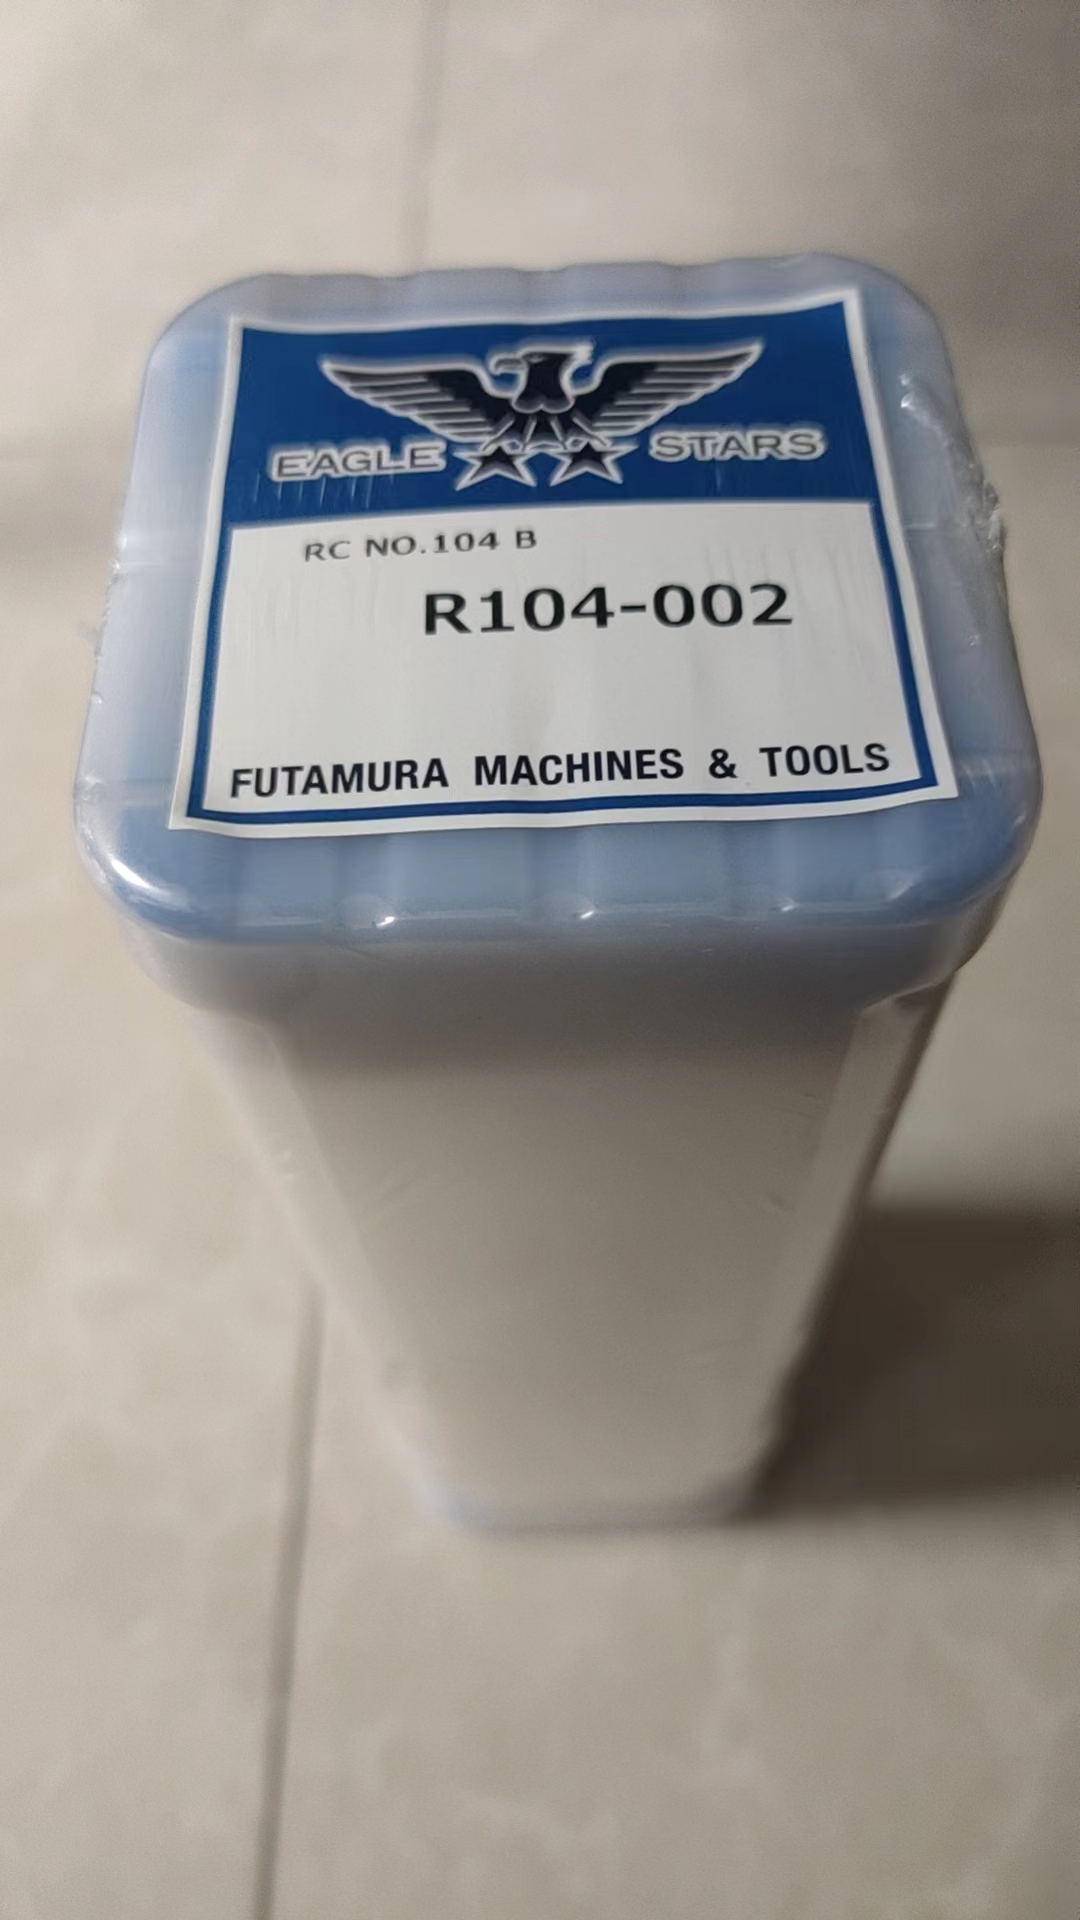 EAGLE STARS
RC NO.104 B
R104-002
FUTAMURA MACHINES & TOOLS